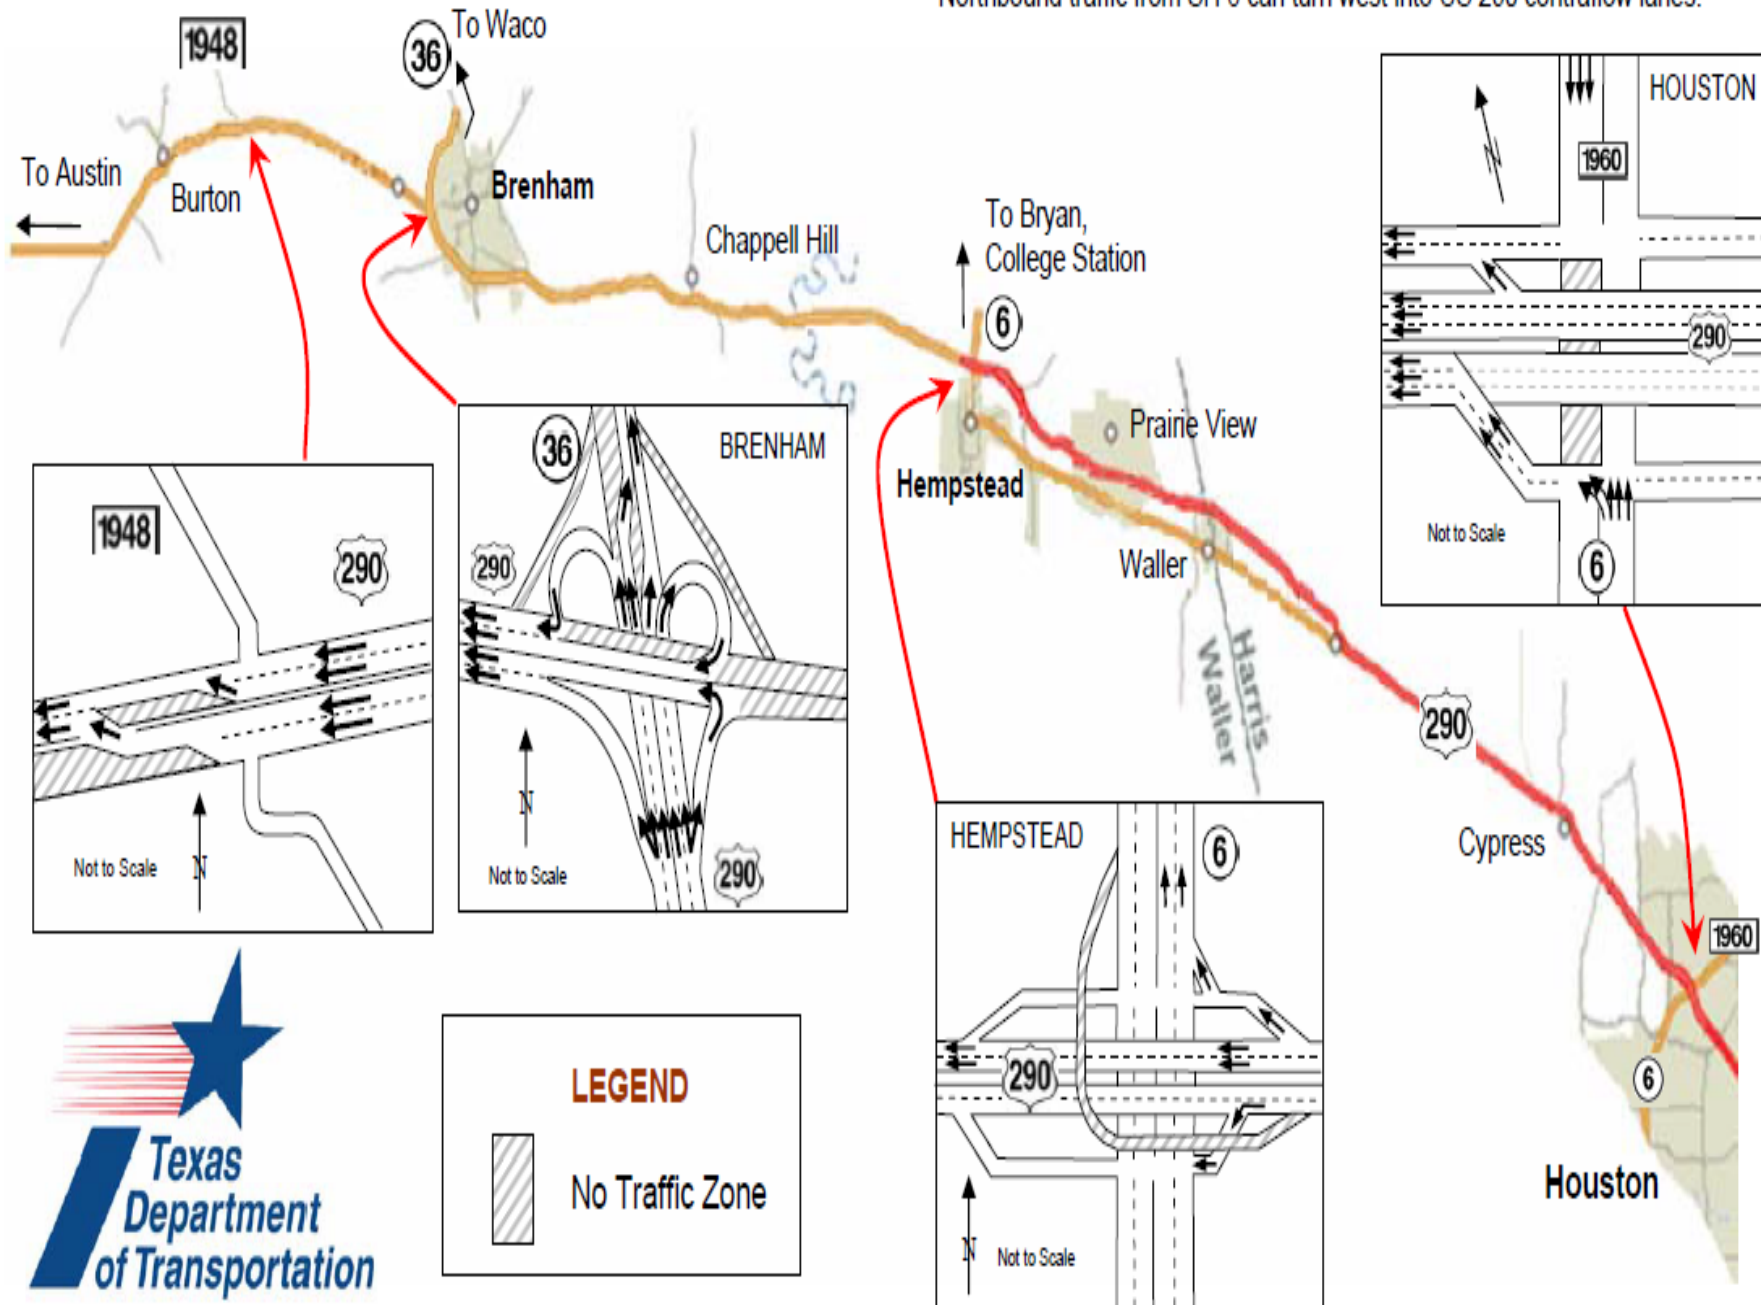 Northbound traffic from SH 6 can turn west into US 290 contraflow lanes.
1948
36
To Waco
To Austin
Burton
Brenham
Chappell Hill
To Bryan,
College Station
6
Prairie View
Hempstead
Waller
Harris
Waller
290
Cypress
1960
6
Houston
HOUSTON
1960
290
Not to Scale
6
1948
290
Not to Scale
N
BRENHAM
36
290
N
Not to Scale
290
HEMPSTEAD
6
290
N
Not to Scale
LEGEND
No Traffic Zone
Texas
Department
of Transportation